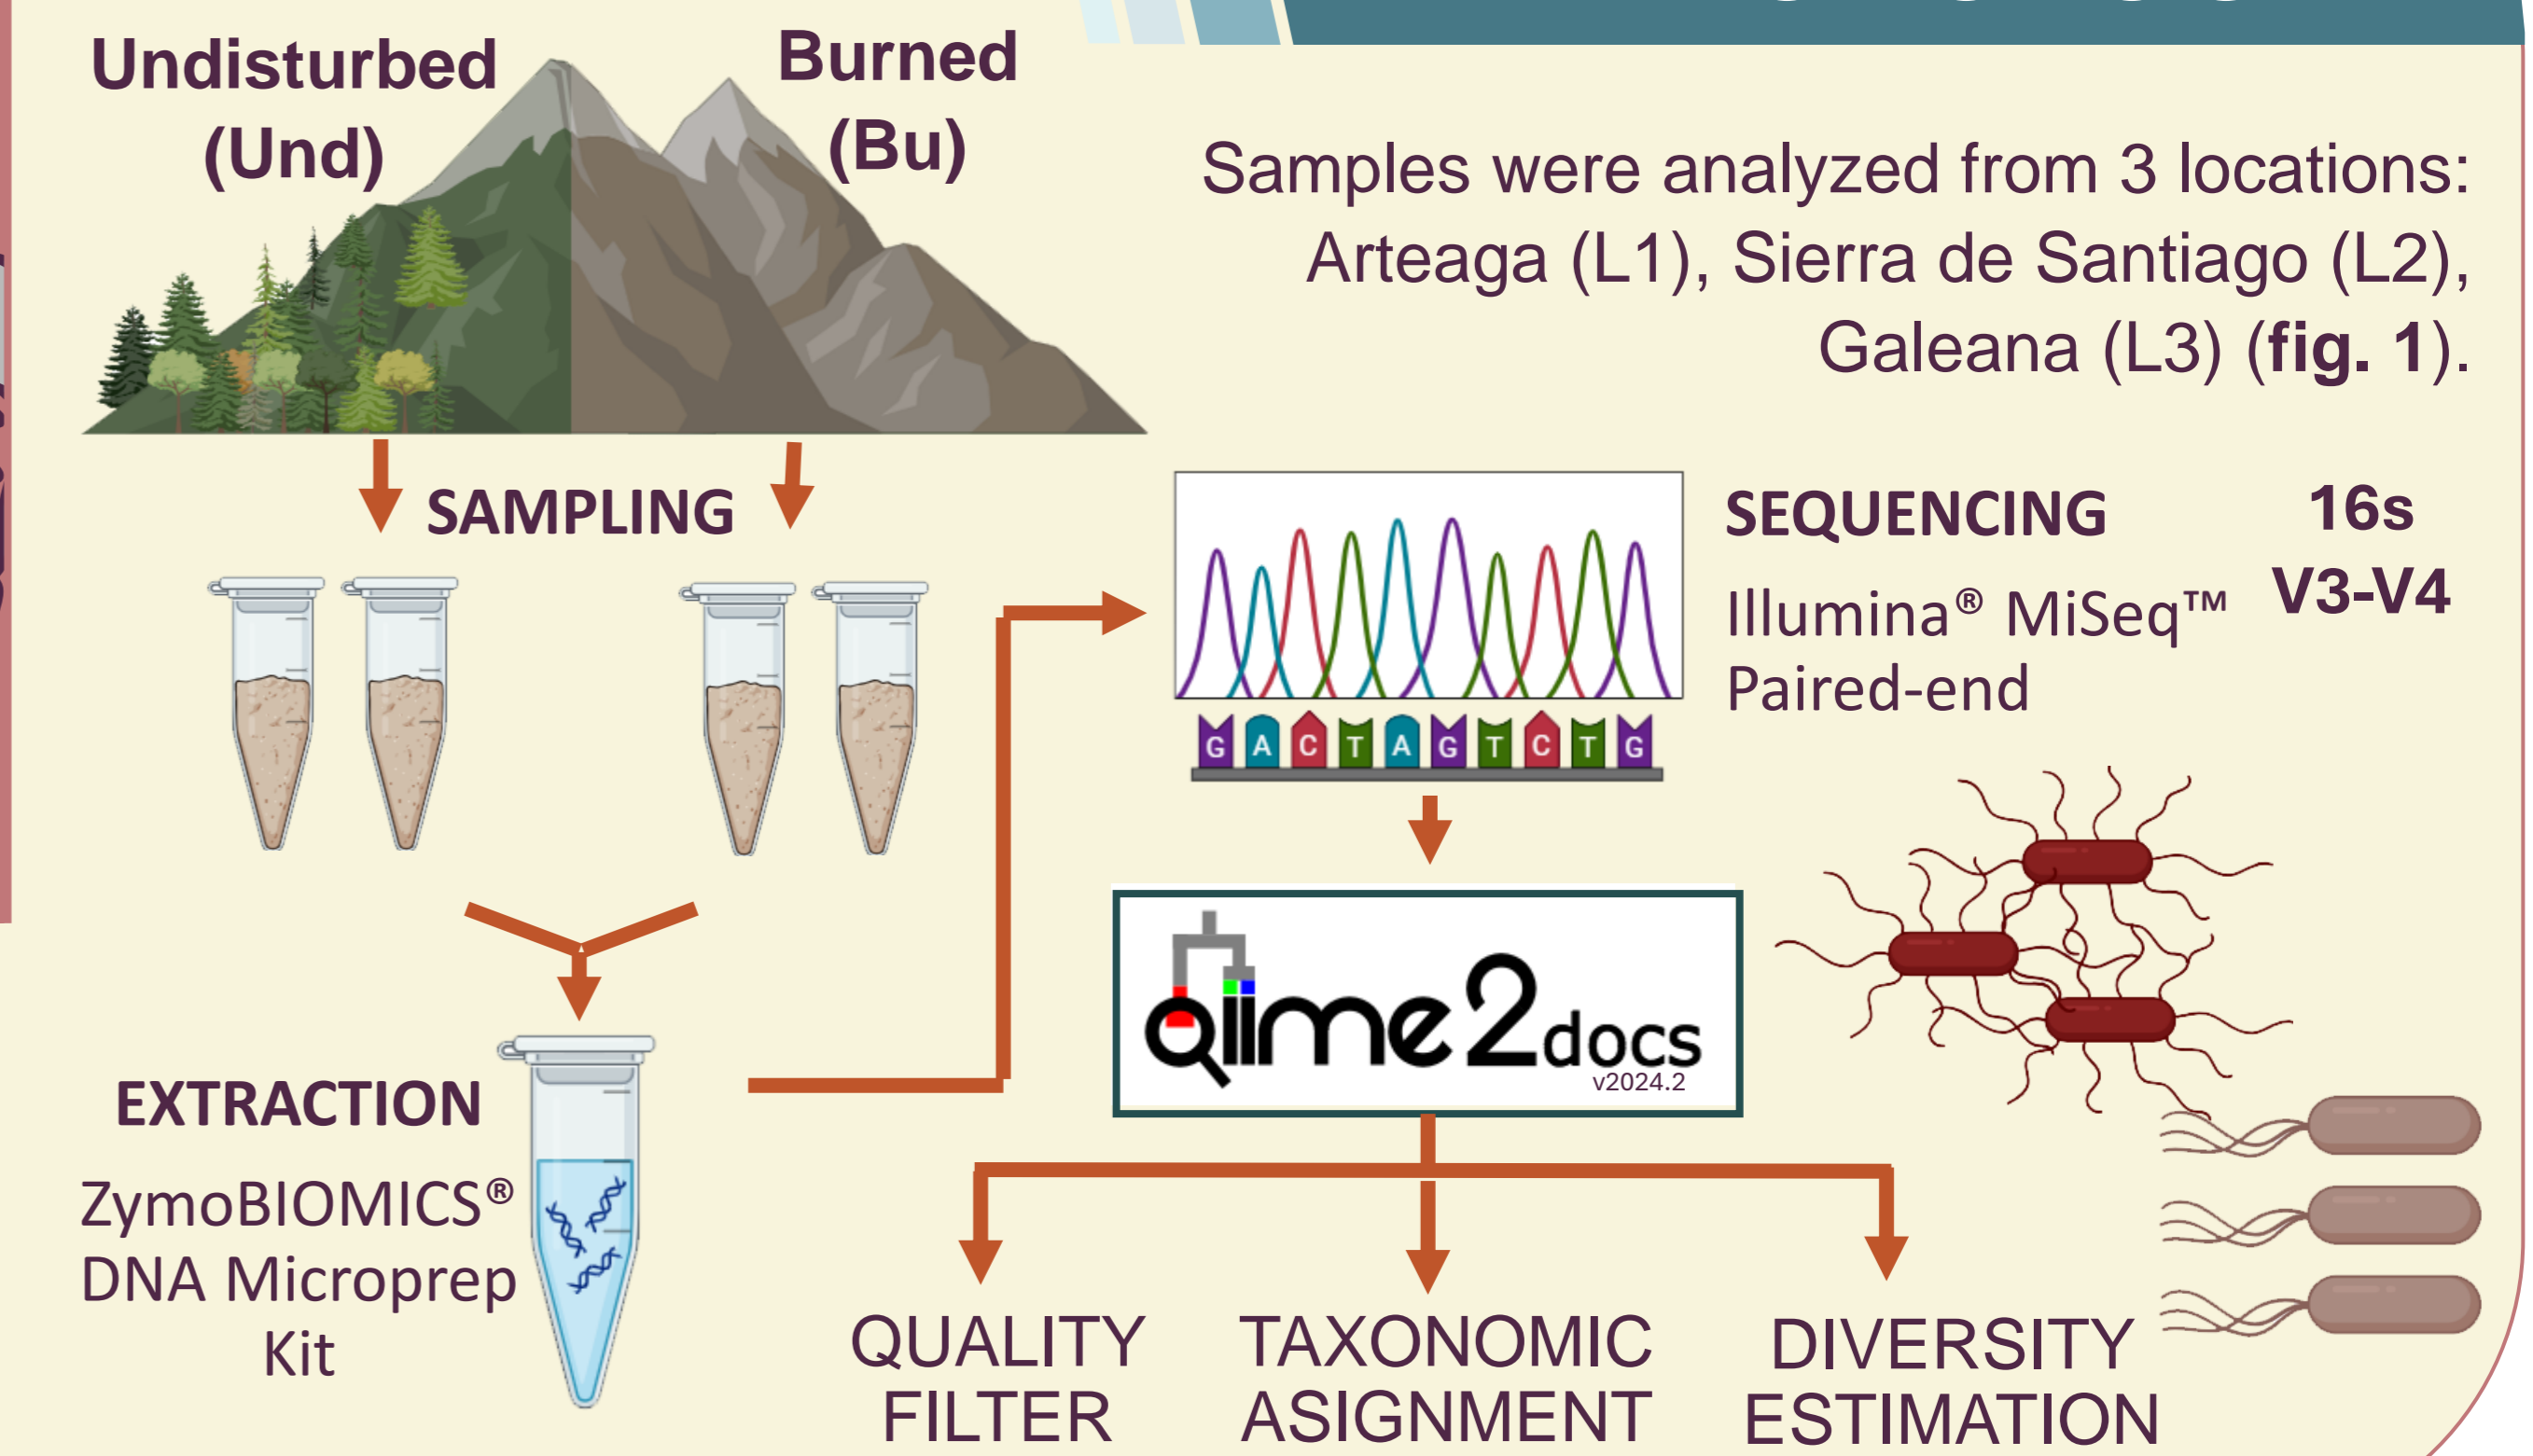 Undisturbed
(Und)
Burned
(Bu)
Samples were analyzed from 3 locations:
Arteaga (L1), Sierra de Santiago (L2),
Galeana (L3) (fig. 1).
SAMPLING
SEQUENCING
Illumina® MiSeq™
Paired-end
16s
V3-V4
G A C T A G T C T G
EXTRACTION
ZymoBIOMICS®
DNA Microprep
Kit
Qiime2docs
v2024.2
QUALITY
FILTER
TAXONOMIC
ASIGNMENT
DIVERSITY
ESTIMATION